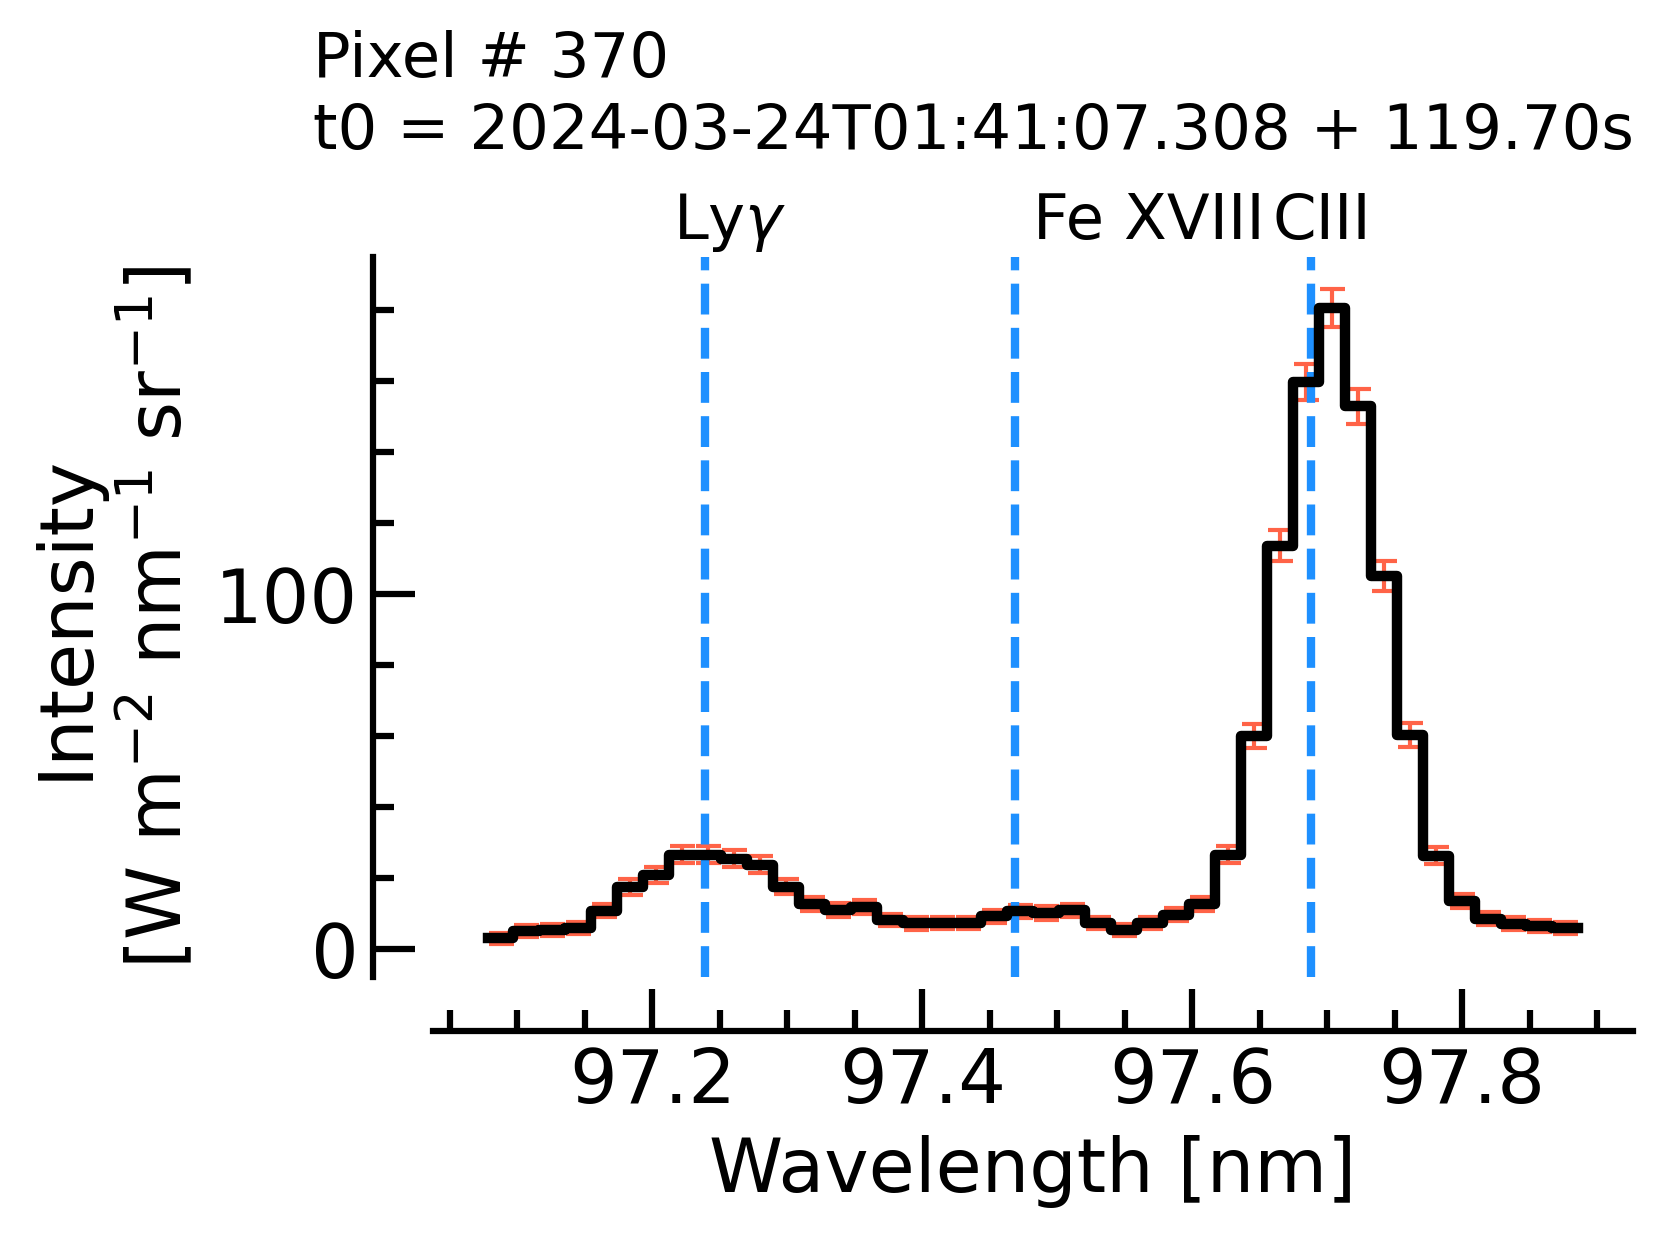 Pixel # 370
t0 = 2024-03-24T01:41:07.308 + 119.70s
Lyγ Fe XVIII CIII
Intensity
[W m⁻² nm⁻¹ sr⁻¹]
100
0
97.2 97.4 97.6 97.8
Wavelength [nm]